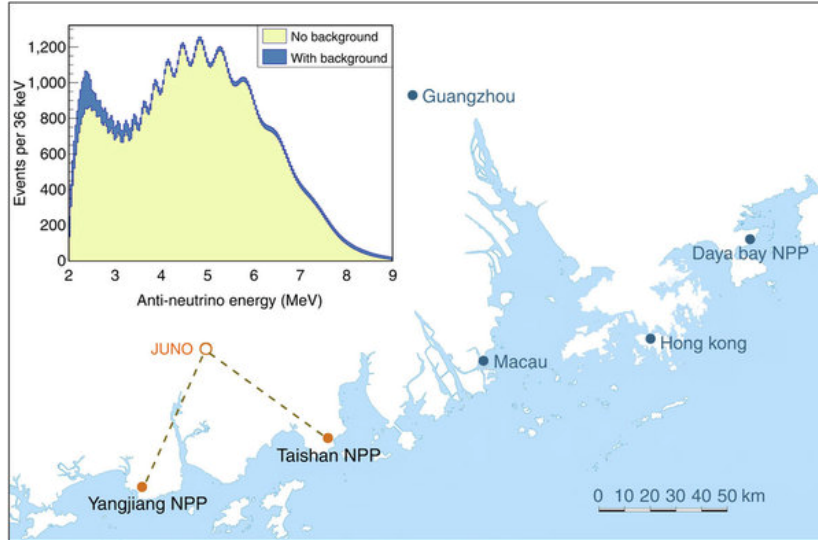 No background
With background
1,200
1,000
800
600
400
200
0
Events per 36 keV
2 3 4 5 6 7 8 9
Anti-neutrino energy (MeV)
Guangzhou
Daya bay NPP
JUNO
Hong kong
Macau
Taishan NPP
Yangjiang NPP
0 10 20 30 40 50 km